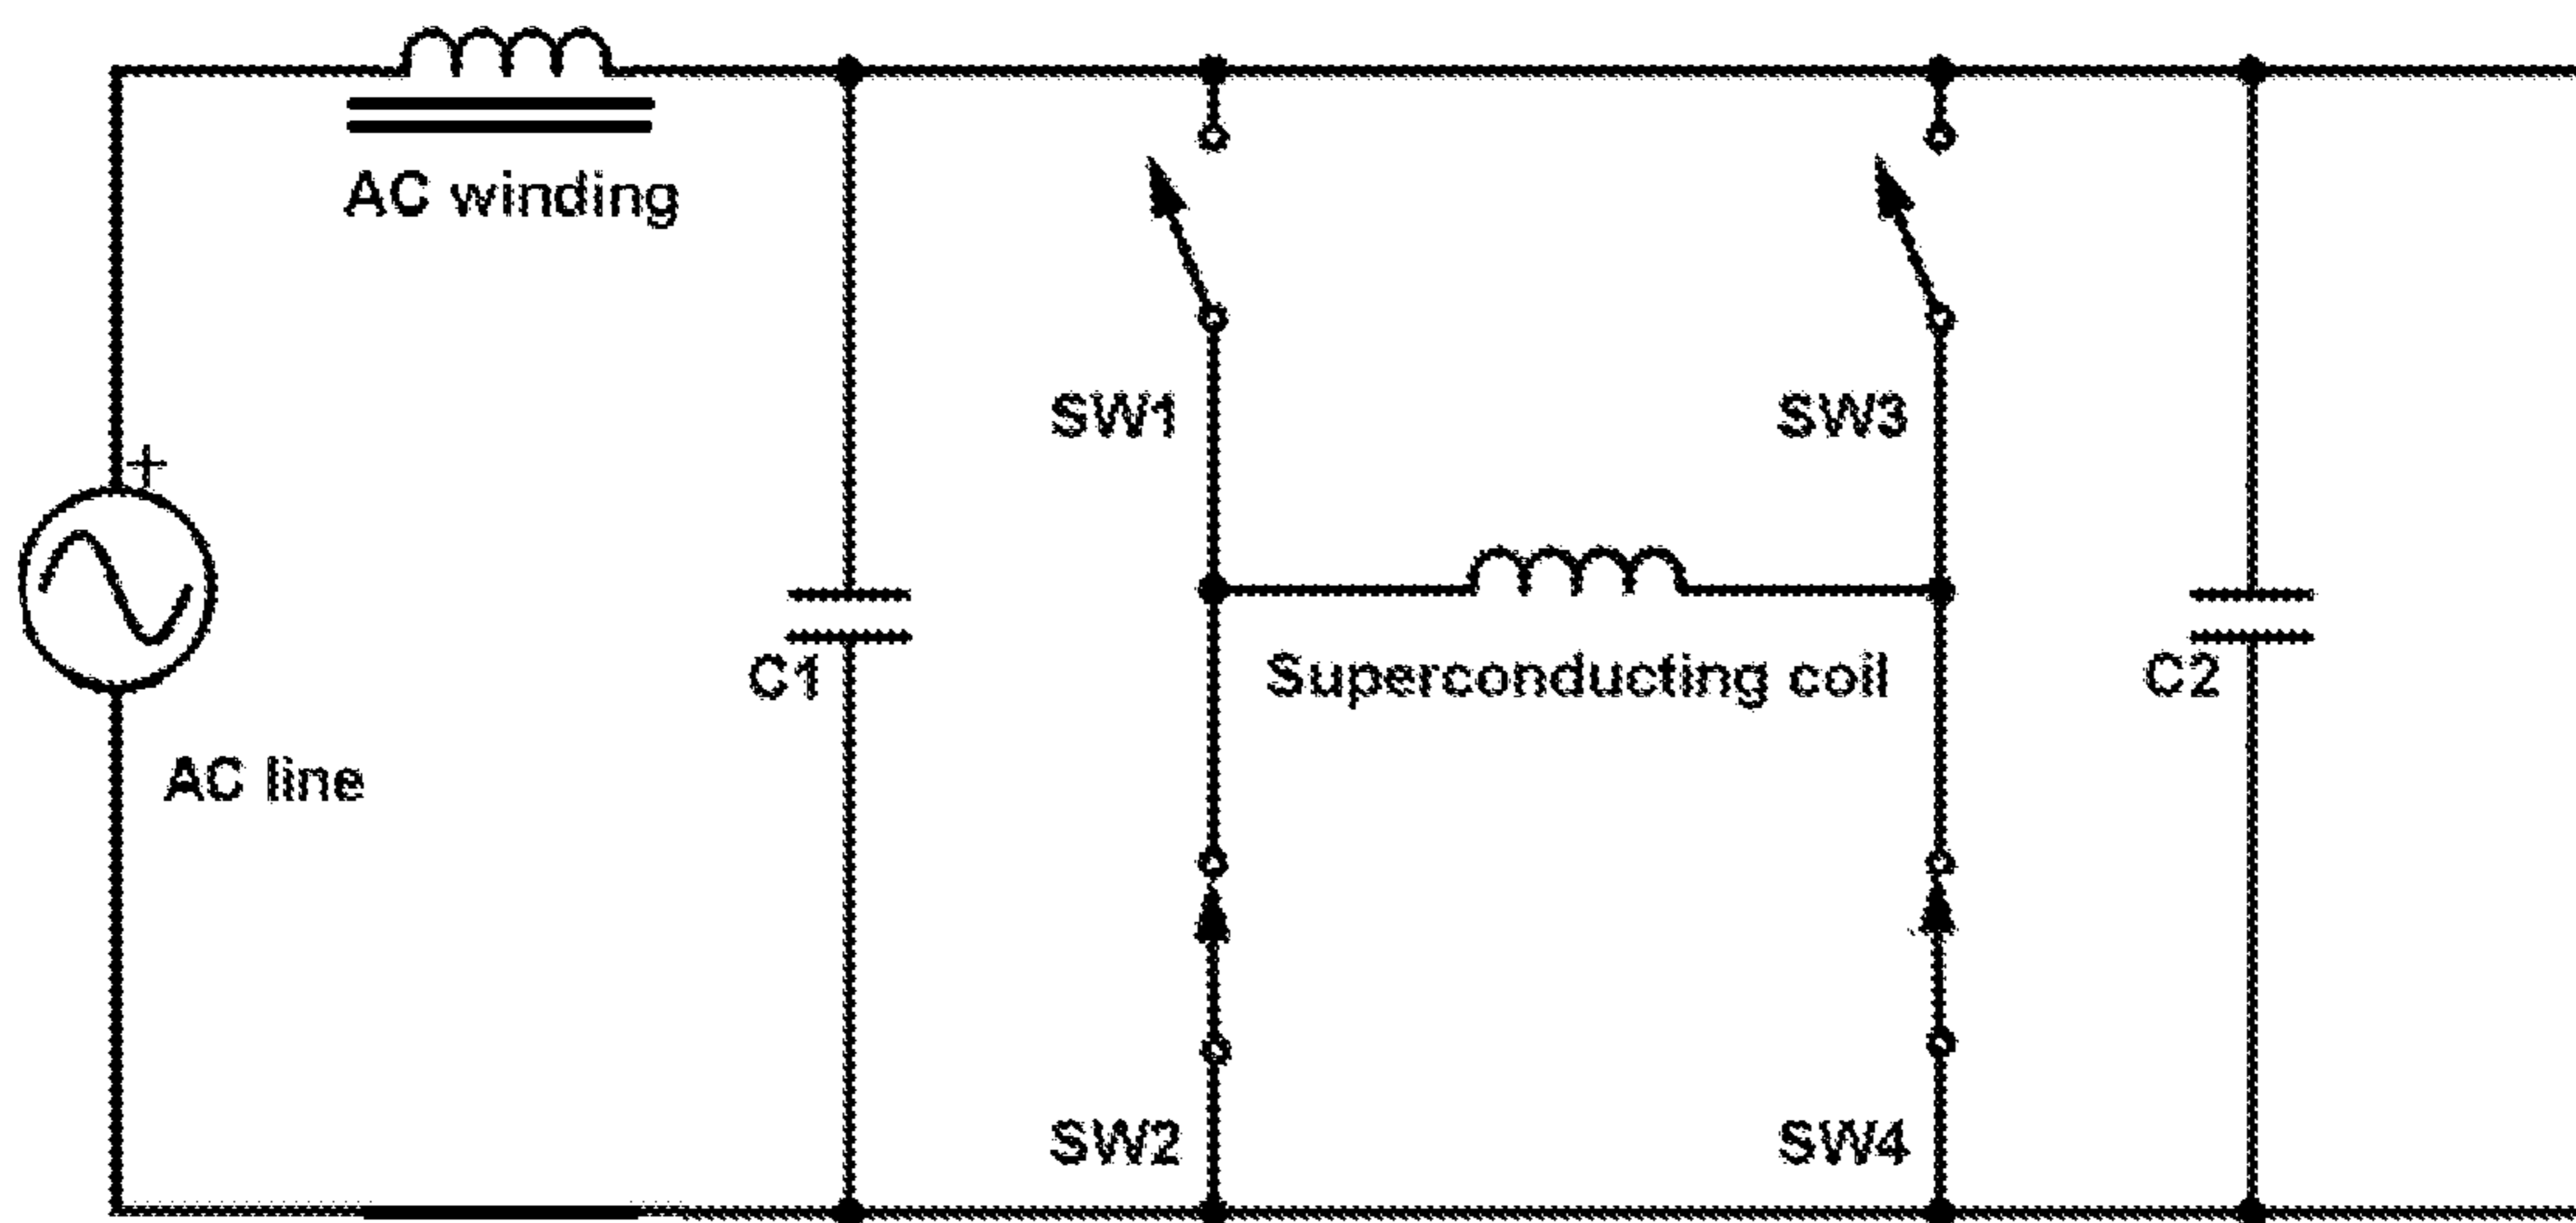 AC winding
SW1
SW3
+
C1
Superconducting coil
C2
AC line
SW2
SW4